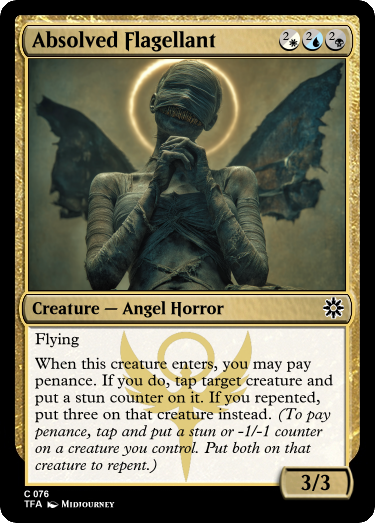 Absolved Flagellant
2 2 2
Creature — Angel Horror
Flying
When this creature enters, you may pay
penance. If you do, tap target creature and
put a stun counter on it. If you repented,
put three on that creature instead. (To pay
penance, tap and put a stun or -1/-1 counter
on a creature you control. Put both on that
creature to repent.)
3/3
C 076
TFA Midjourney